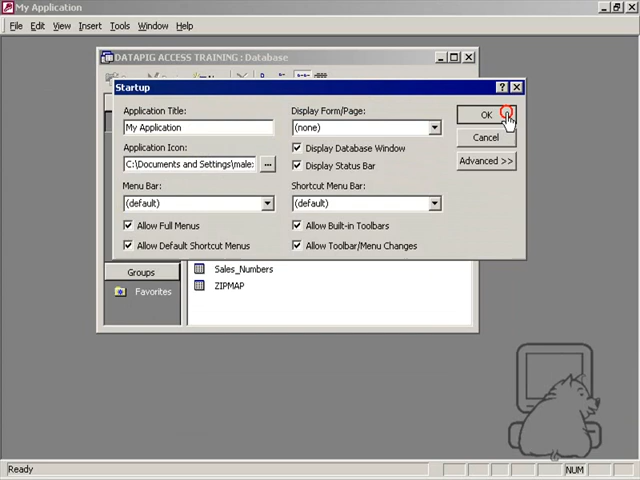 My Application
File Edit View Insert Tools Window Help
DATAPIG ACCESS TRAINING : Database
Startup
Application Title:
My Application
Display Form/Page:
(none)
OK
Application Icon:
C:\Documents and Settings\male
...
Display Database Window
Display Status Bar
Cancel
Advanced >>
Menu Bar:
(default)
Shortcut Menu Bar:
(default)
Allow Full Menus
Allow Built-in Toolbars
Allow Default Shortcut Menus
Allow Toolbar/Menu Changes
Groups
Favorites
Sales_Numbers
ZIPMAP
Ready
NUM